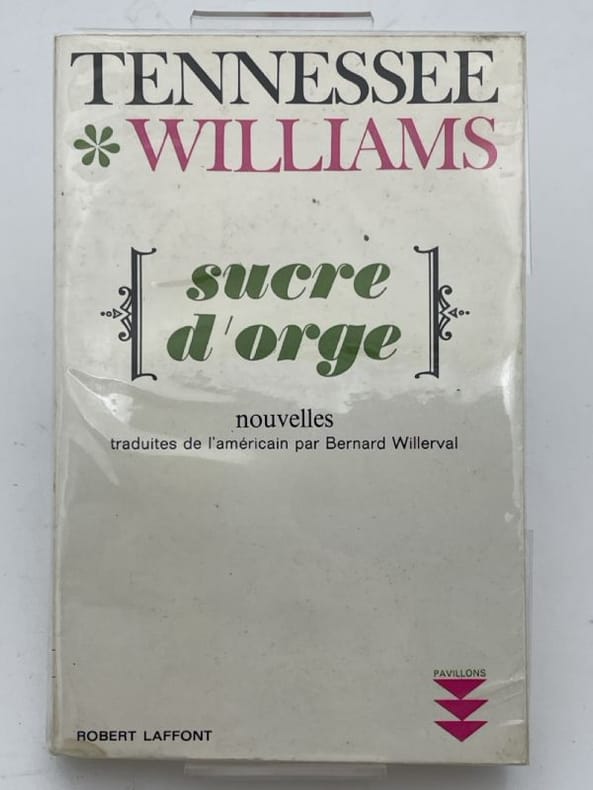 TENNESSEE
* WILLIAMS
sucre
d'orge
nouvelles
traduites de l'américain par Bernard Willerval
PAVILLONS
ROBERT LAFFONT